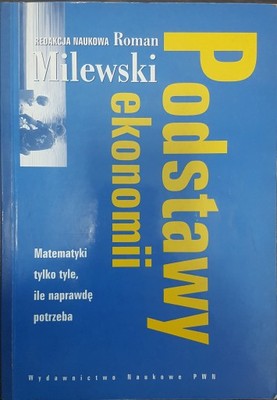 REDAKCJA NAUKOWA Roman
Milewski
Podstawy
ekonomii
Matematyki
tylko tyle,
ile naprawdę
potrzeba
Wydawnictwo Naukowe PWN